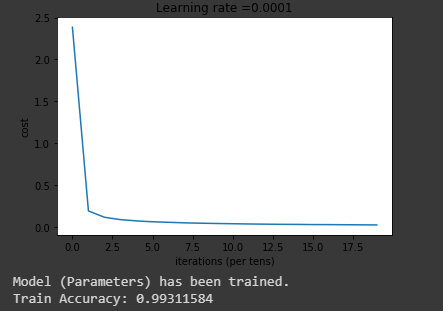 Learning rate =0.0001
2.5
2.0
1.5
1.0
0.5
0.0
cost
0.0 2.5 5.0 7.5 10.0 12.5 15.0 17.5
iterations (per tens)
Model (Parameters) has been trained.
Train Accuracy: 0.99311584